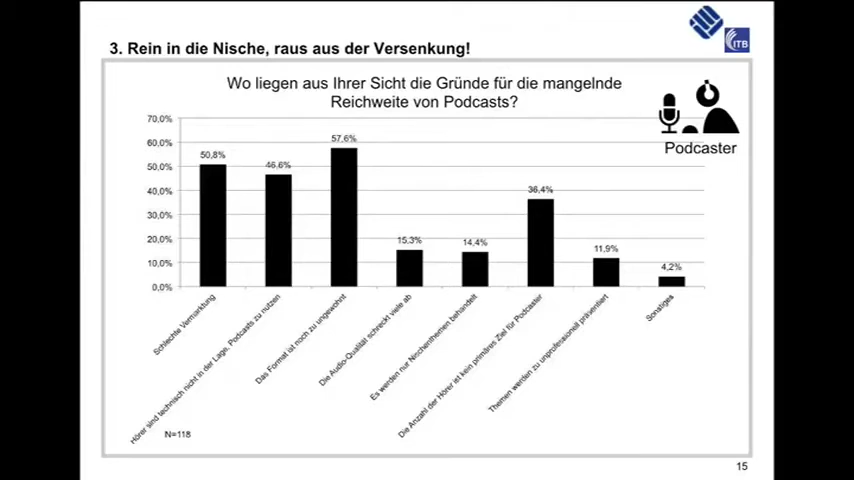 ITB
3. Rein in die Nische, raus aus der Versenkung!
Wo liegen aus Ihrer Sicht die Gründe für die mangelnde
Reichweite von Podcasts?
Podcaster
70,0%
60,0%
50,0%
40,0%
30,0%
20,0%
10,0%
0,0%
50,8%
46,6%
57,6%
15,3%
14,4%
36,4%
11,9%
4,2%
Schlechte Vermarktung
Hörer sind technisch nicht in der Lage, Podcasts zu nutzen
Das Format ist noch zu ungewohnt
Die Audio-Qualität schreckt viele ab
Es werden nur Nischenthemen behandelt
Die Anzahl der Hörer ist kein primäres Ziel für Podcaster
Themen werden zu unprofessionell präsentiert
Sonstiges
N=118
15